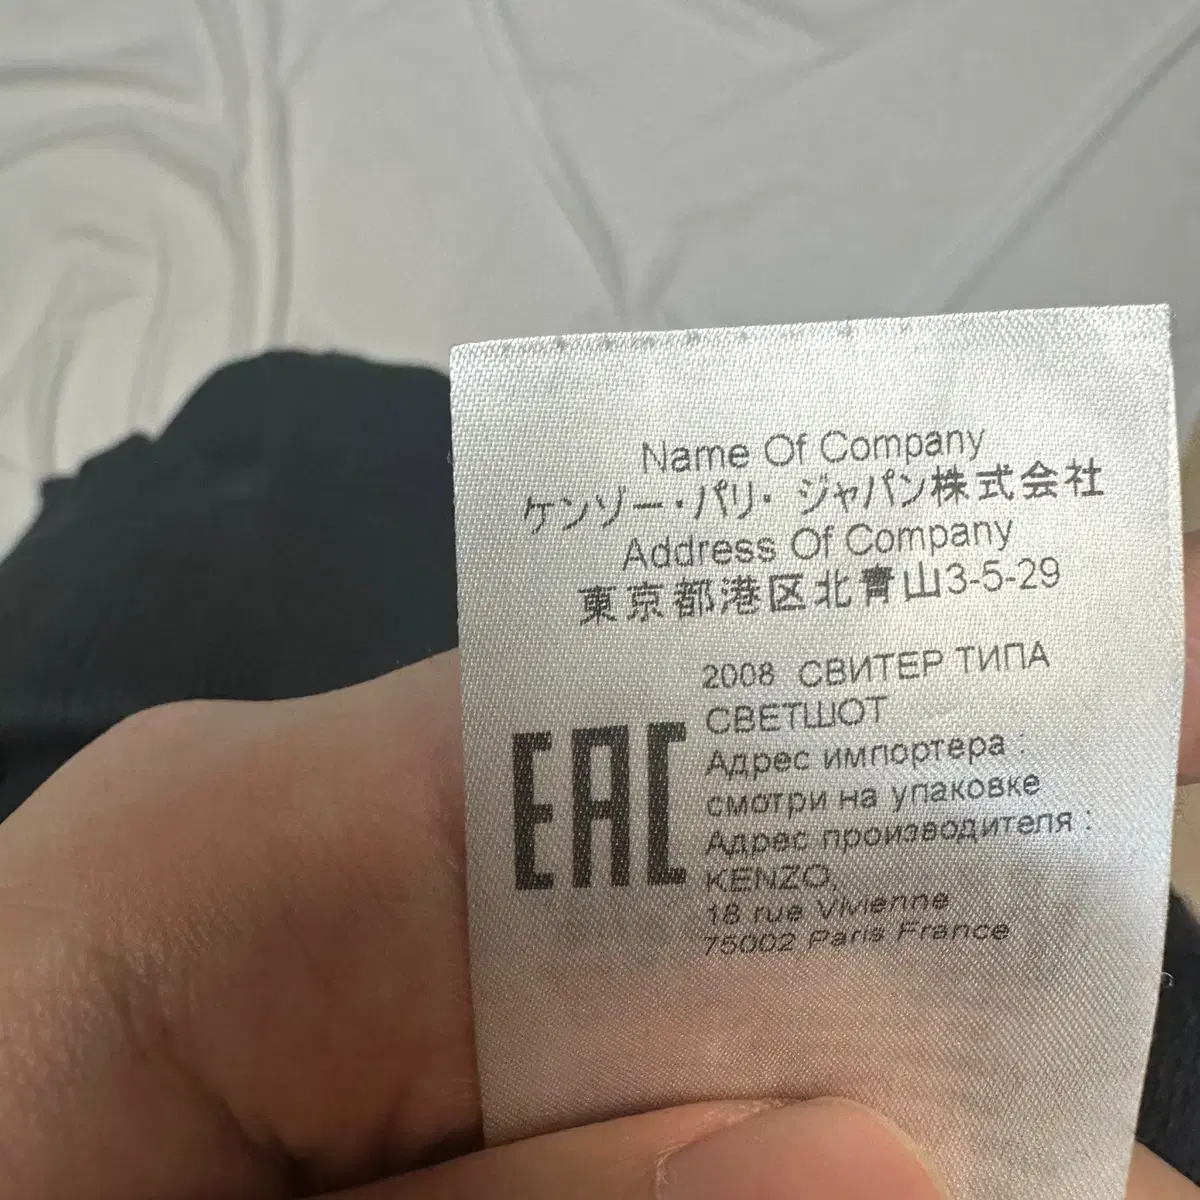 Name Of Company
ケンゾー・パリ・ ジャパン株式会社
Address Of Company
東京都港区北青山3-5-29
EAC
2008 СВИТЕР ТИПА
СВЕТШОТ
Адрес импортера :
смотри на упаковке
Адрес производителя :
KENZO,
18 rue Vivienne
75002 Paris France